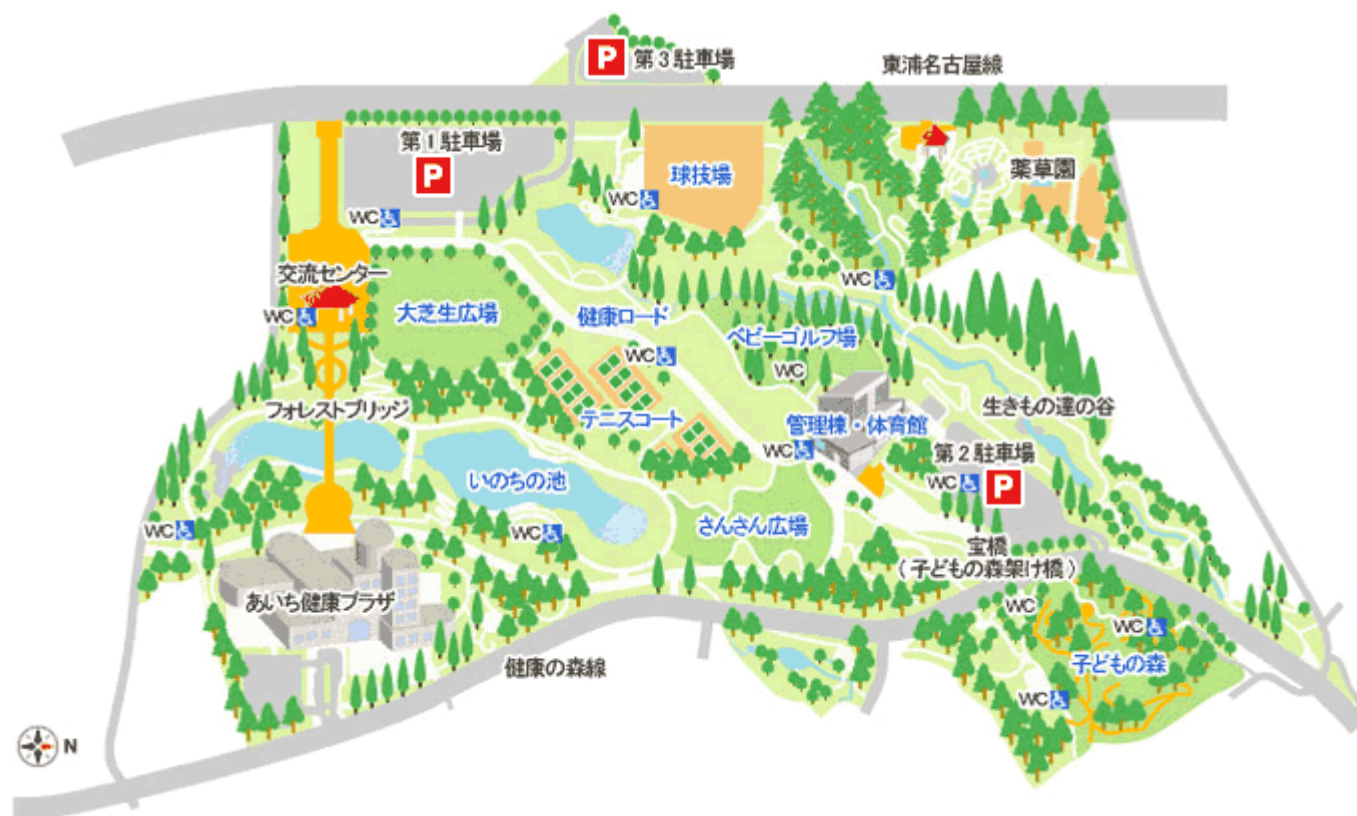 P 第3駐車場
東浦名古屋線
第1駐車場
P
球技場
薬草園
WC
WC
交流センター
WC
WC
大芝生広場
健康ロード
ベビーゴルフ場
WC
WC
フォレストブリッジ
テニスコート
管理棟・体育館
生きもの達の谷
WC
第2駐車場
WC P
いのちの池
さんさん広場
WC
WC
宝橋
(子どもの森架け橋)
あいち健康プラザ
WC
WC
子どもの森
健康の森線
WC
N